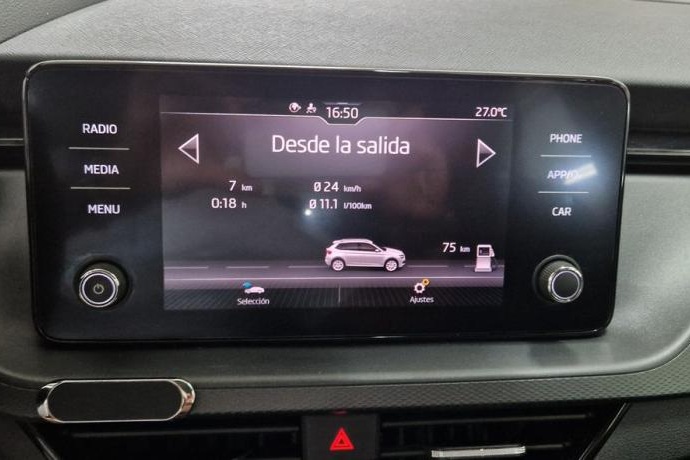 16:50
27.0°C
RADIO
Desde la salida
PHONE
MEDIA
MENU
7 km
Ø 24 km/h
0:18 h
Ø 11.1 l/100km
CAR
75 km
Selección
Ajustes